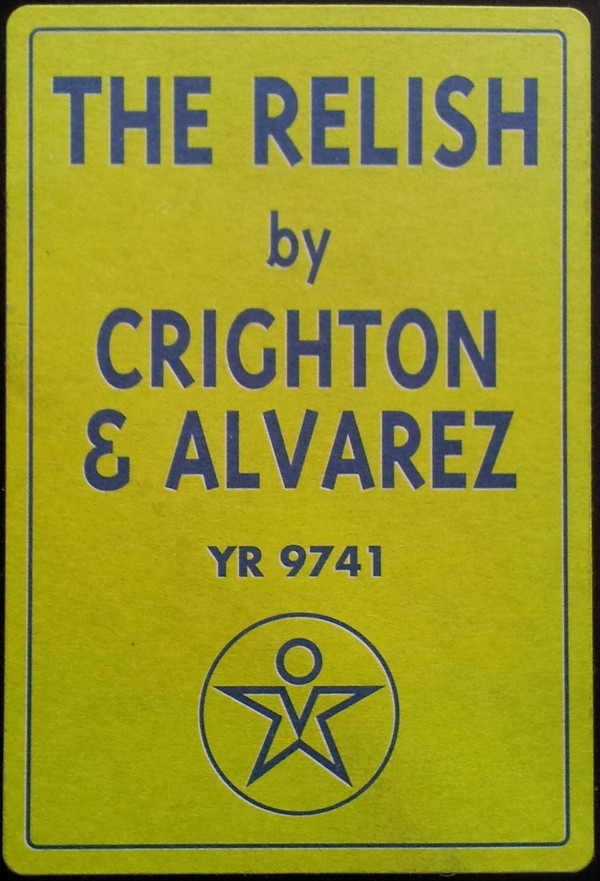 THE RELISH
by
CRIGHTON
& ALVAREZ
YR 9741